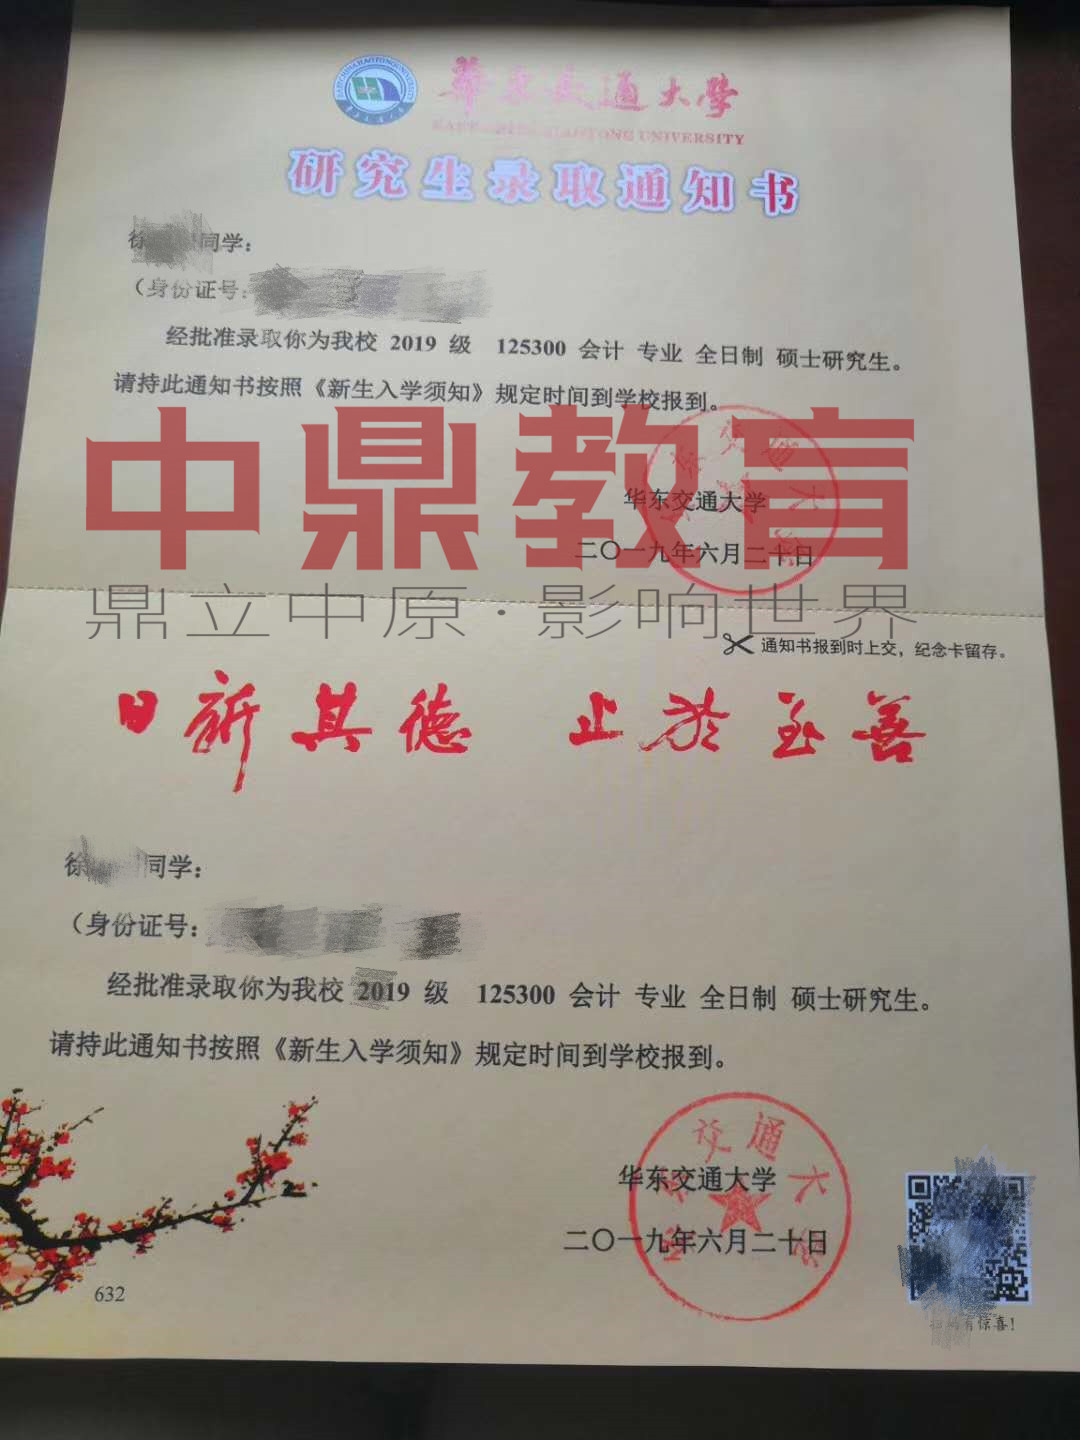 华东交通大学
EAST CHINA JIAOTONG UNIVERSITY
研究生录取通知书
徐 同学：
（身份证号：
经批准录取你为我校 2019 级 125300 会计 专业 全日制 硕士研究生。
请持此通知书按照《新生入学须知》规定时间到学校报到。
中鼎教育
华东交通大学
二〇一九年六月二十日
鼎立中原·影响世界
通知书报到时上交，纪念卡留存。
日新其德 止於至善
徐 同学：
（身份证号：
经批准录取你为我校 2019 级 125300 会计 专业 全日制 硕士研究生。
请持此通知书按照《新生入学须知》规定时间到学校报到。
华东交通大学
二〇一九年六月二十日
632
有惊喜！